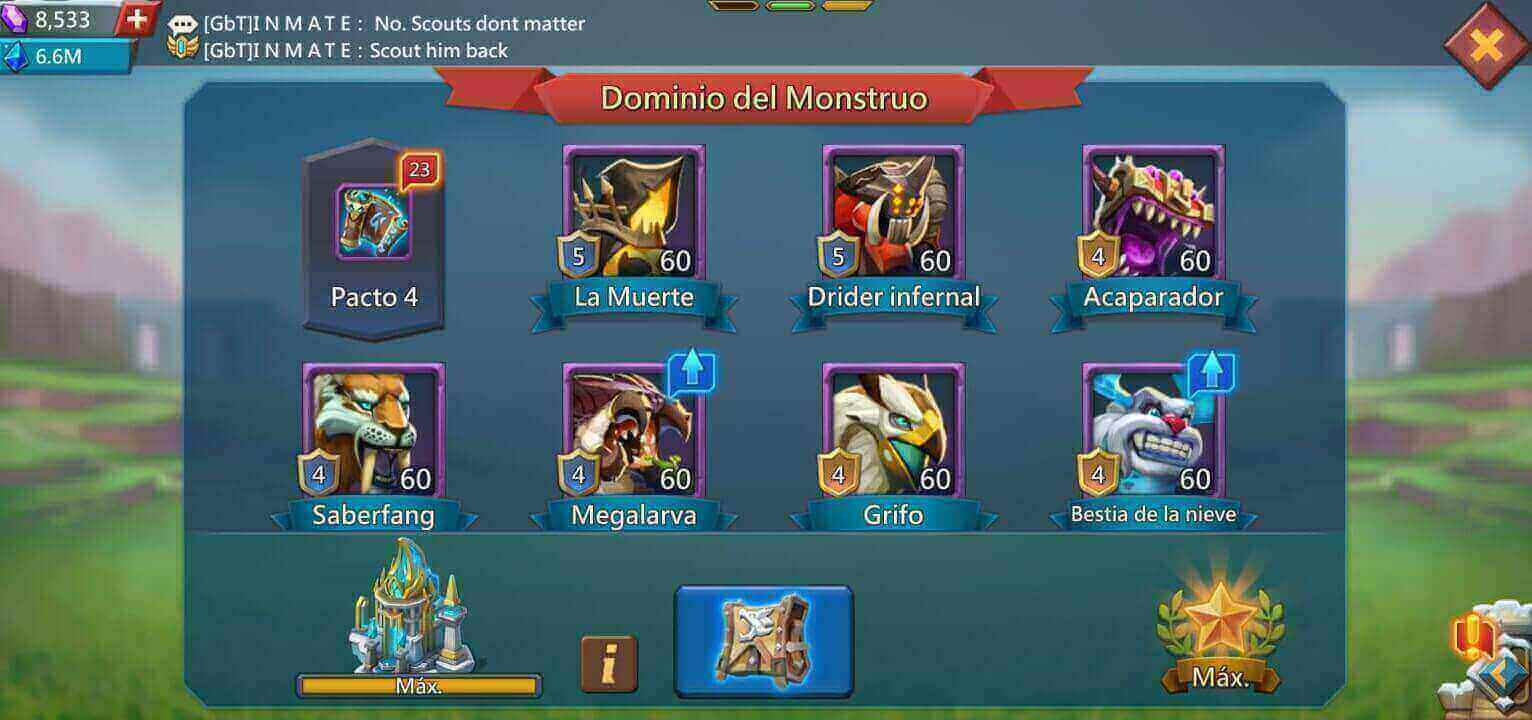 8,533
[GbT]I N M A T E : No. Scouts dont matter
6.6M
[GbT]I N M A T E : Scout him back
Dominio del Monstruo
23
Pacto 4
5
60
La Muerte
5
60
Drider infernal
4
60
Acaparador
4
60
Saberfang
4
60
Megalarva
4
60
Grifo
4
60
Bestia de la nieve
Máx.
i
Máx.